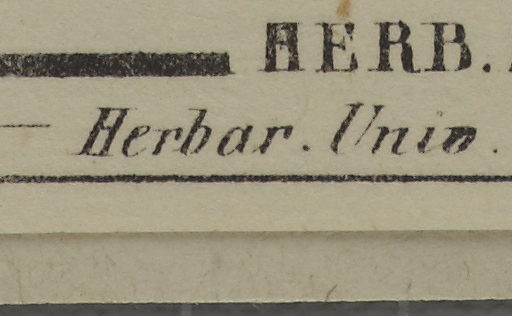 HERB.
— Herbar. Univ.